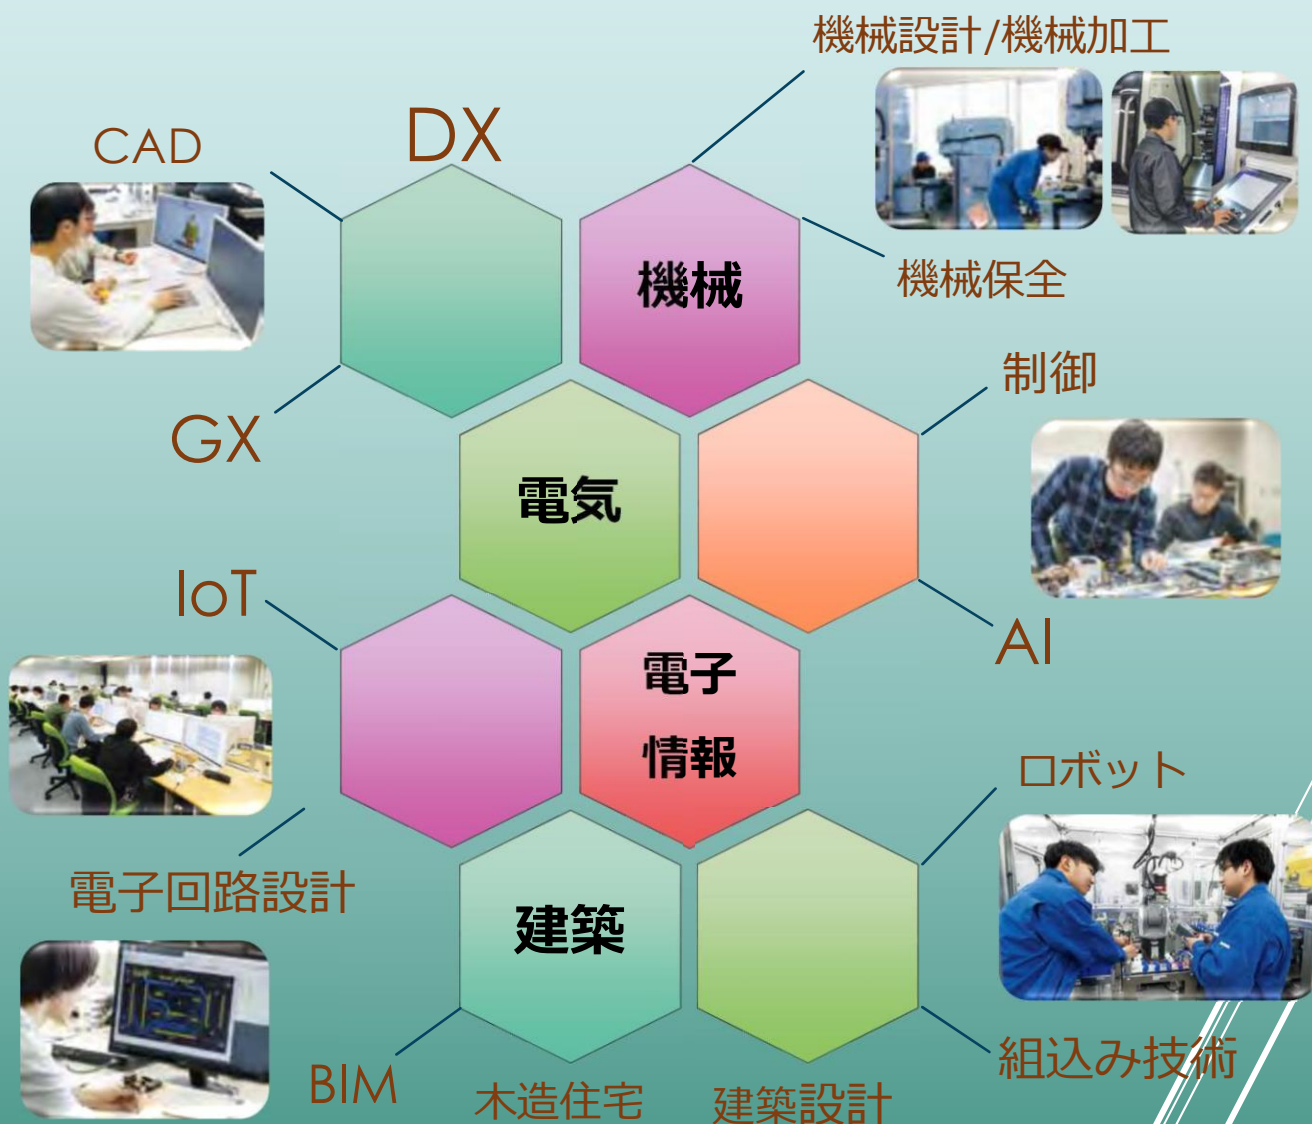 機械設計/機械加工
DX
CAD
機械
機械保全
制御
GX
電気
IoT
AI
電子
情報
ロボット
電子回路設計
建築
組込み技術
BIM
木造住宅
建築設計